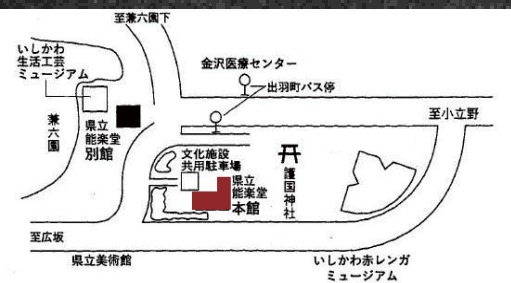 至兼六園下
いしかわ
生活工芸
ミュージアム
金沢医療センター
出羽町バス停
至小立野
兼六園
県立
能楽堂
別館
文化施設
共用駐車場
県立
能楽堂
本館
護国神社
至広坂
県立美術館
いしかわ赤レンガ
ミュージアム